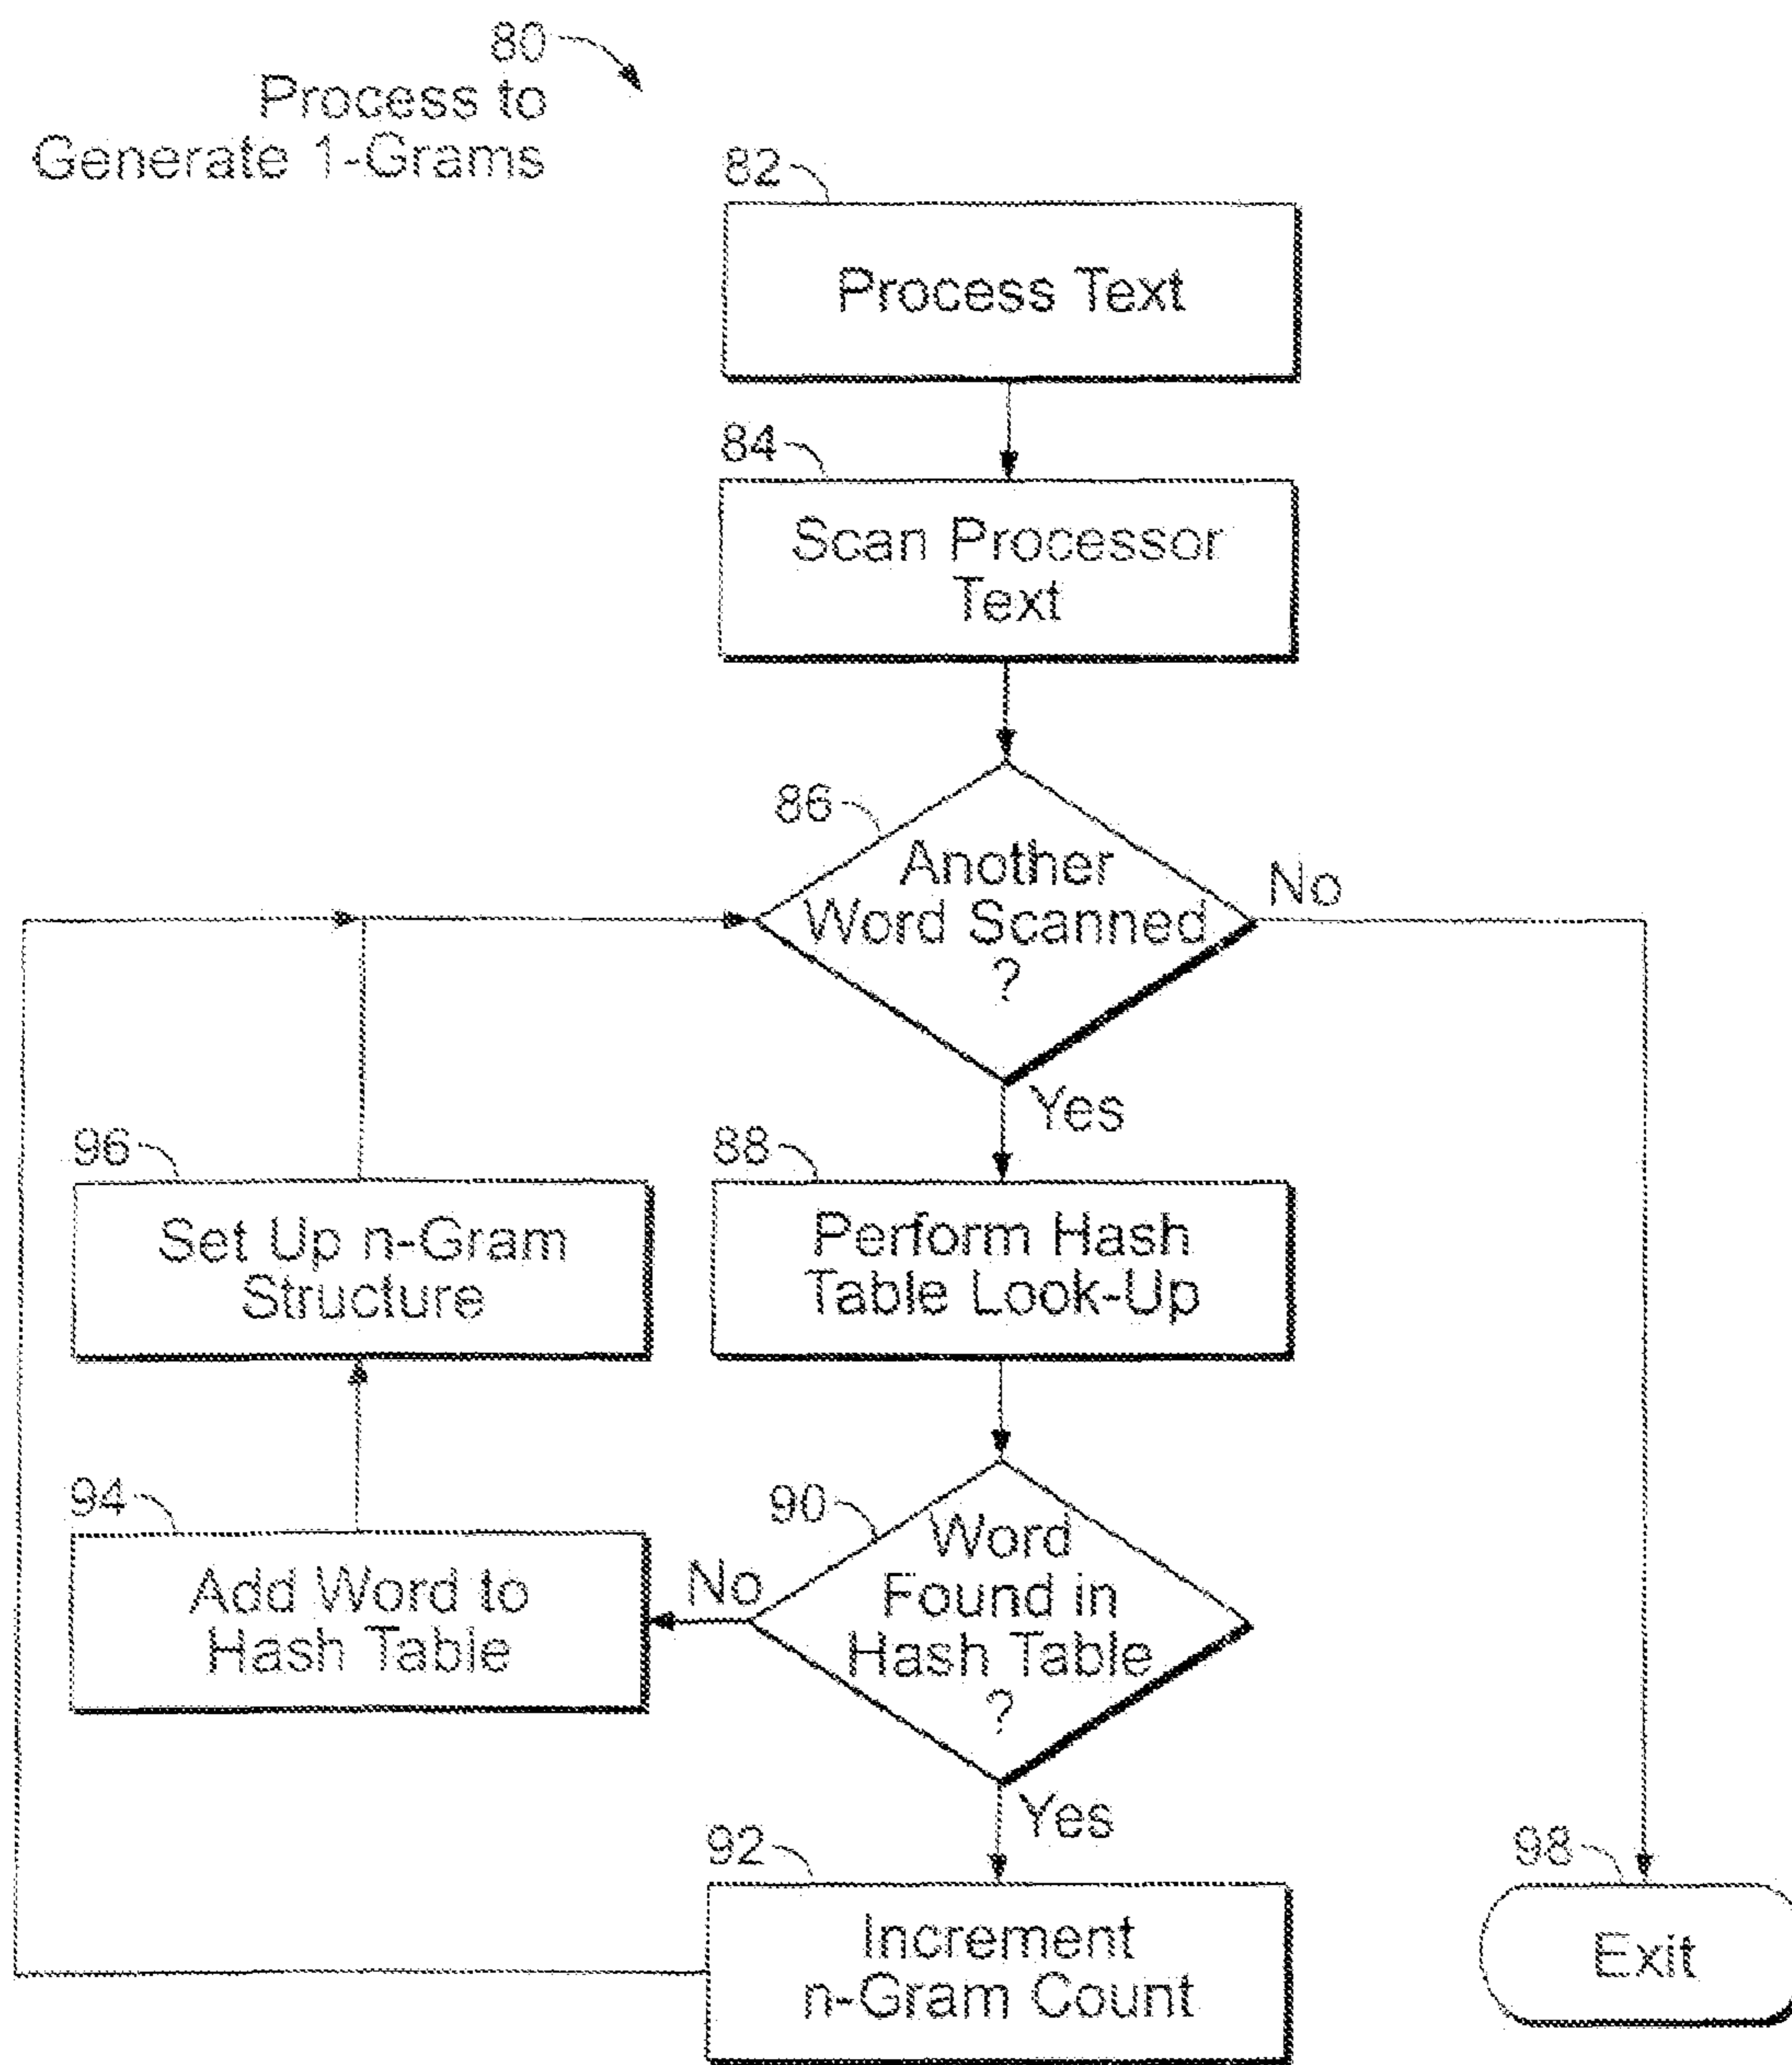 80
Process to
Generate 1-Grams
82
Process Text
84
Scan Processor
Text
86
Another
Word Scanned
?
No
Yes
88
Perform Hash
Table Look-Up
96
Set Up n-Gram
Structure
90
Word
Found in
Hash Table
?
No
94
Add Word to
Hash Table
Yes
92
Increment
n-Gram Count
98
Exit